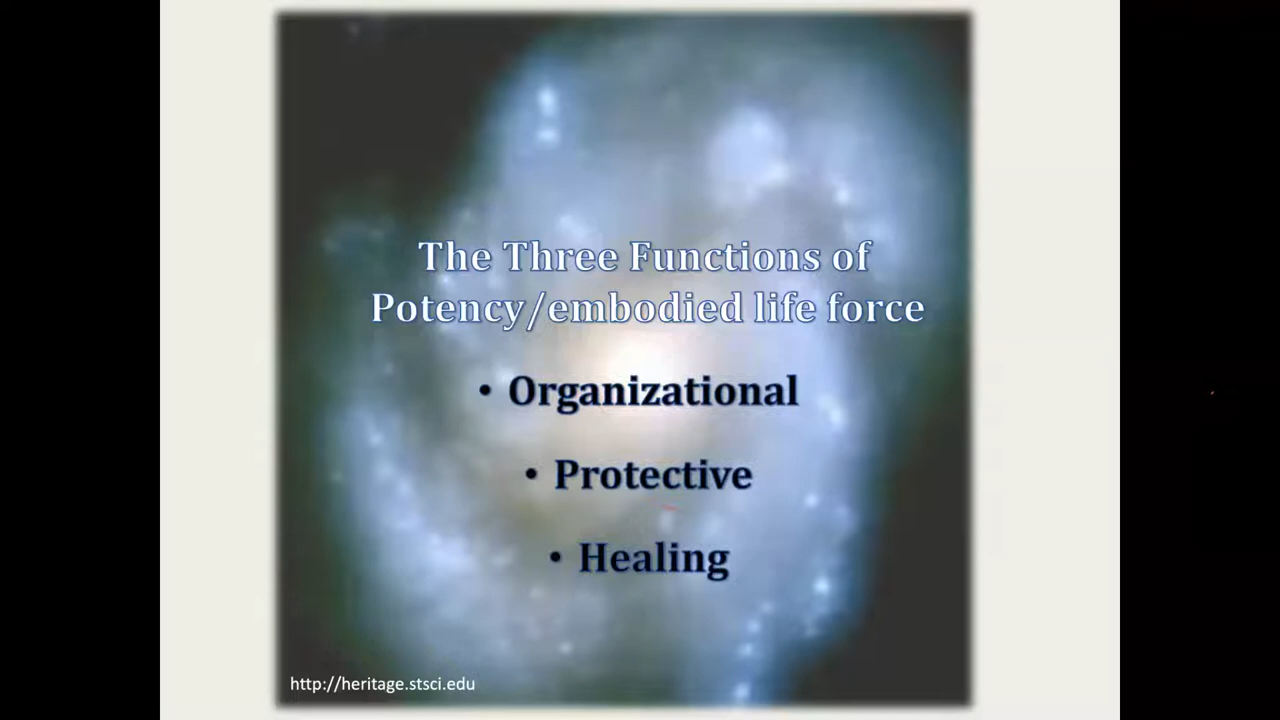 The Three Functions of
Potency/embodied life force
• Organizational
• Protective
• Healing
http://heritage.stsci.edu